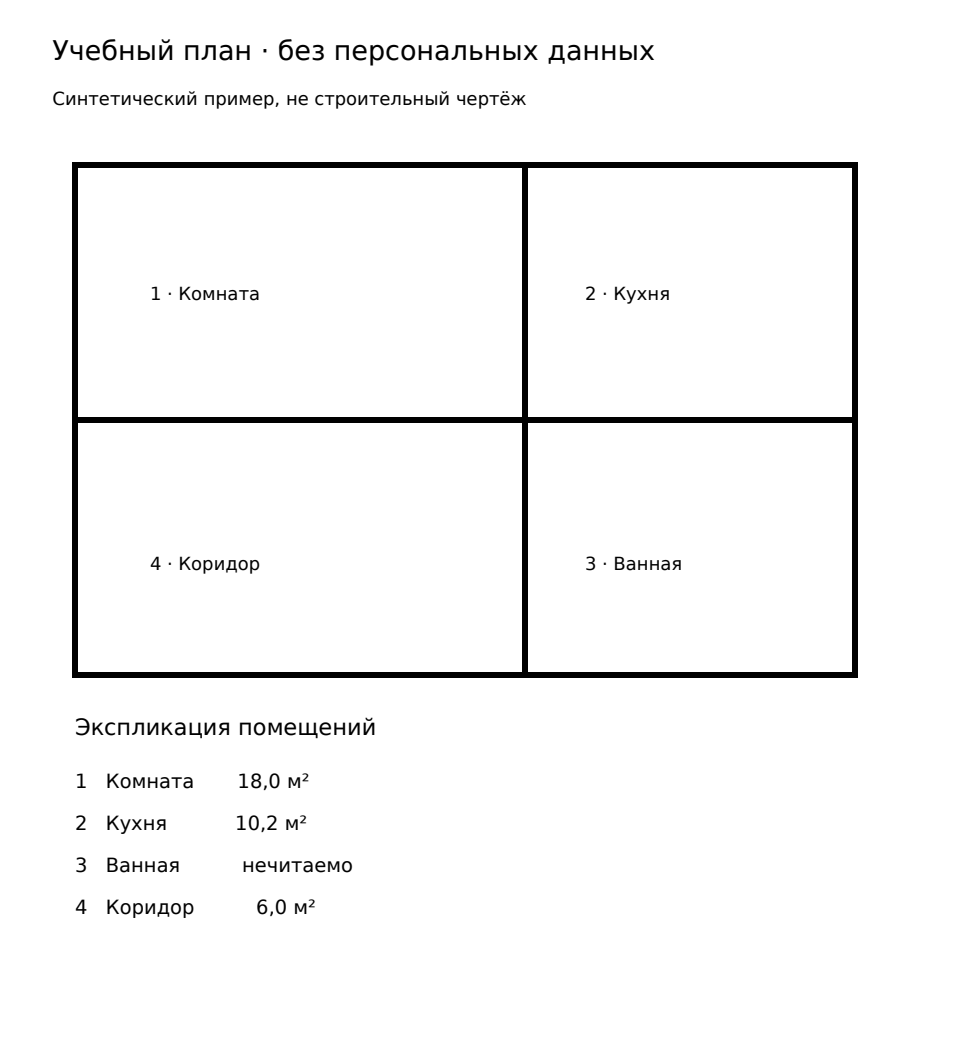 Учебный план · без персональных данных
Синтетический пример, не строительный чертёж
1 · Комната
2 · Кухня
4 · Коридор
3 · Ванная
Экспликация помещений
1 Комната 18,0 м²
2 Кухня 10,2 м²
3 Ванная нечитаемо
4 Коридор 6,0 м²